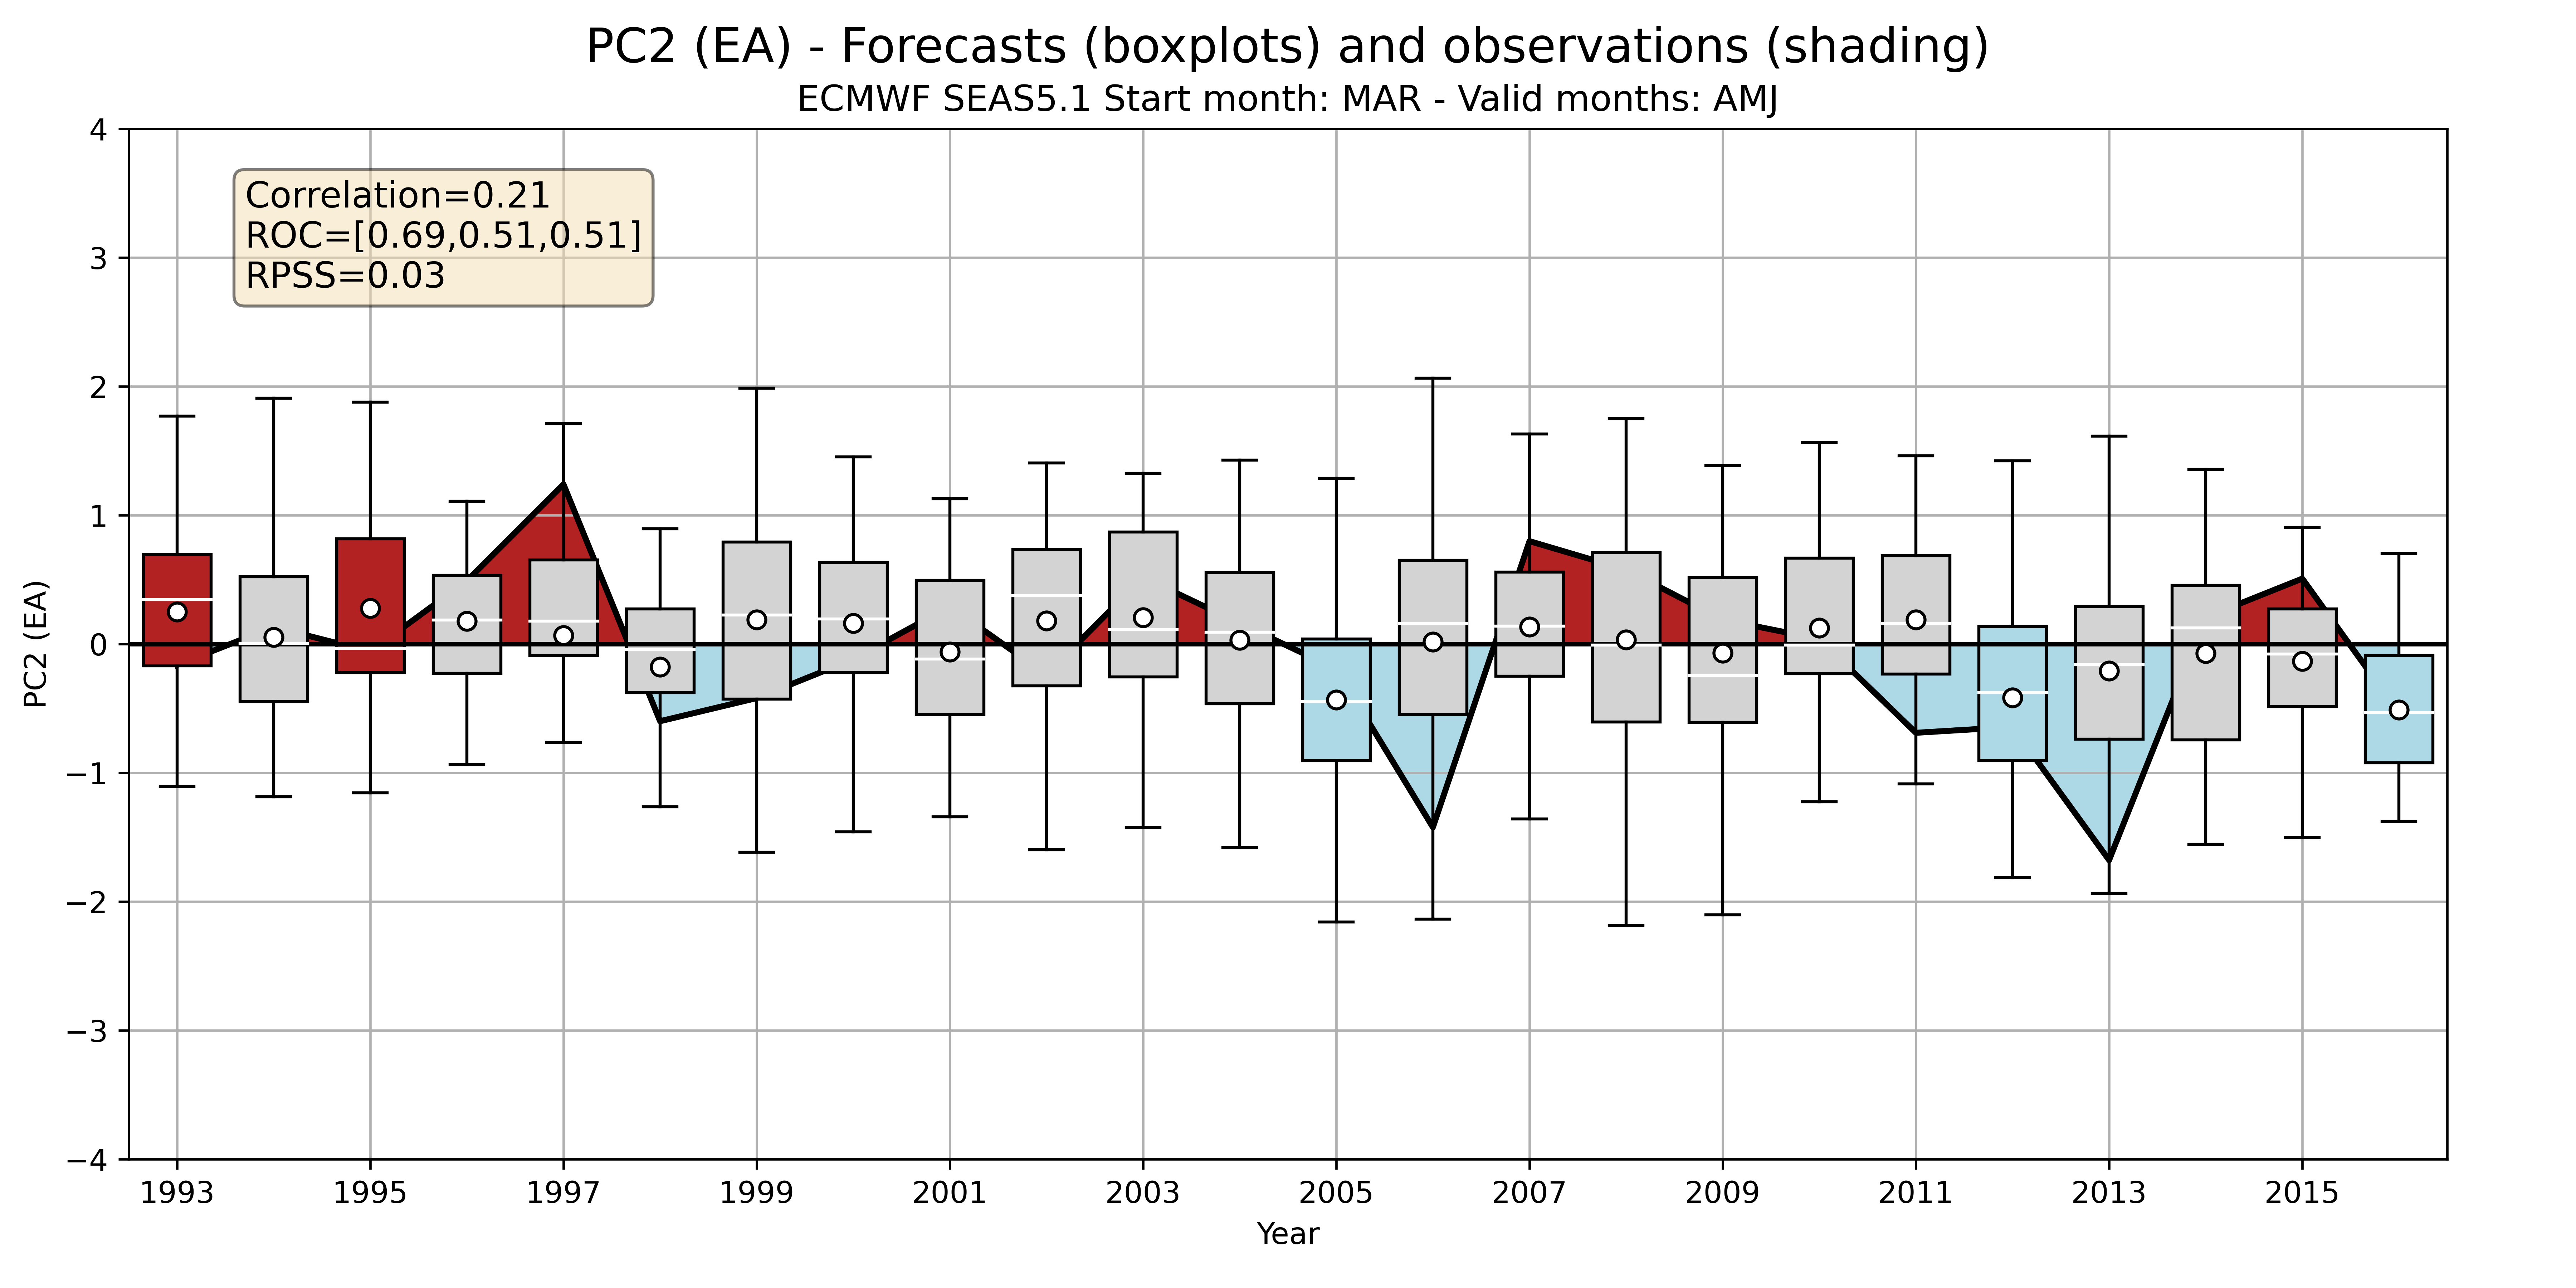 PC2 (EA) - Forecasts (boxplots) and observations (shading)
ECMWF SEAS5.1 Start month: MAR - Valid months: AMJ
Correlation=0.21
ROC=[0.69,0.51,0.51]
RPSS=0.03
PC2 (EA)
4
3
2
1
0
−1
−2
−3
−4
1993 1995 1997 1999 2001 2003 2005 2007 2009 2011 2013 2015
Year